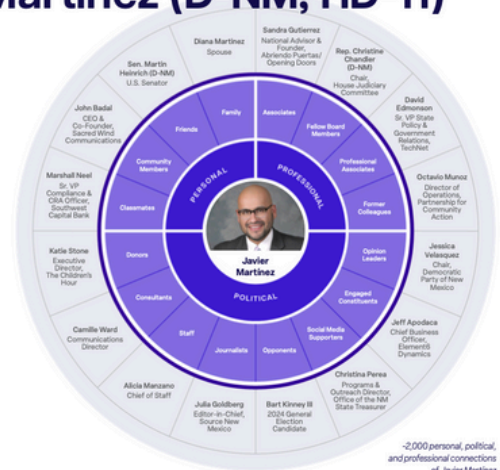 Martinez (D-NM, HD-11)
Sandra Gutierrez
National Advisor &
Founder,
Abriendo Puertas/
Opening Doors
Rep. Christine
Chandler
(D-NM)
Chair,
House Judiciary
Committee
David
Edmonson
Sr. VP State
Policy &
Government
Relations,
TechNet
Octavio Munoz
Director of
Operations,
Partnership for
Community
Action
Jessica
Velasquez
Chair,
Democratic
Party of New
Mexico
Jeff Apodaca
Chief Business
Officer,
Element6
Dynamics
Christina Perea
Programs &
Outreach Director,
Office of the NM
State Treasurer
Bart Kinney III
2024 General
Election
Candidate
Julia Goldberg
Editor-in-Chief,
Source New
Mexico
Alicia Manzano
Chief of Staff
Camille Ward
Communications
Director
Katie Stone
Executive
Director,
The Children's
Hour
Marshall Neel
Sr. VP
Compliance &
CRA Officer,
Southwest
Capital Bank
John Badal
CEO &
Co-Founder,
Sacred Wind
Communications
Sen. Martin
Heinrich (D-NM)
U.S. Senator
Diana Martinez
Spouse
Associates
Fellow Board
Members
Professional
Associates
Former
Colleagues
Opinion
Leaders
Engaged
Constituents
Social Media
Supporters
Opponents
Journalists
Staff
Consultants
Donors
Classmates
Community
Members
Friends
Family
PERSONAL
PROFESSIONAL
POLITICAL
Javier
Martinez
~2,000 personal, political,
and professional connections
of Javier Martinez